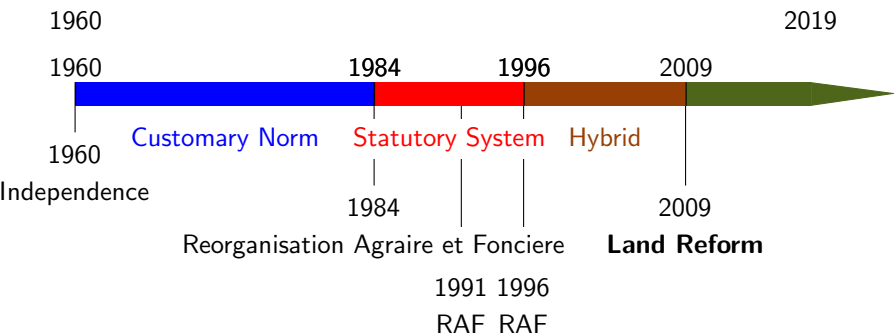 1960 2019
1960 1984 1996 2009
Customary Norm Statutory System Hybrid
1960
Independence
1984 2009
Reorganisation Agraire et Fonciere Land Reform
1991 1996
RAF RAF